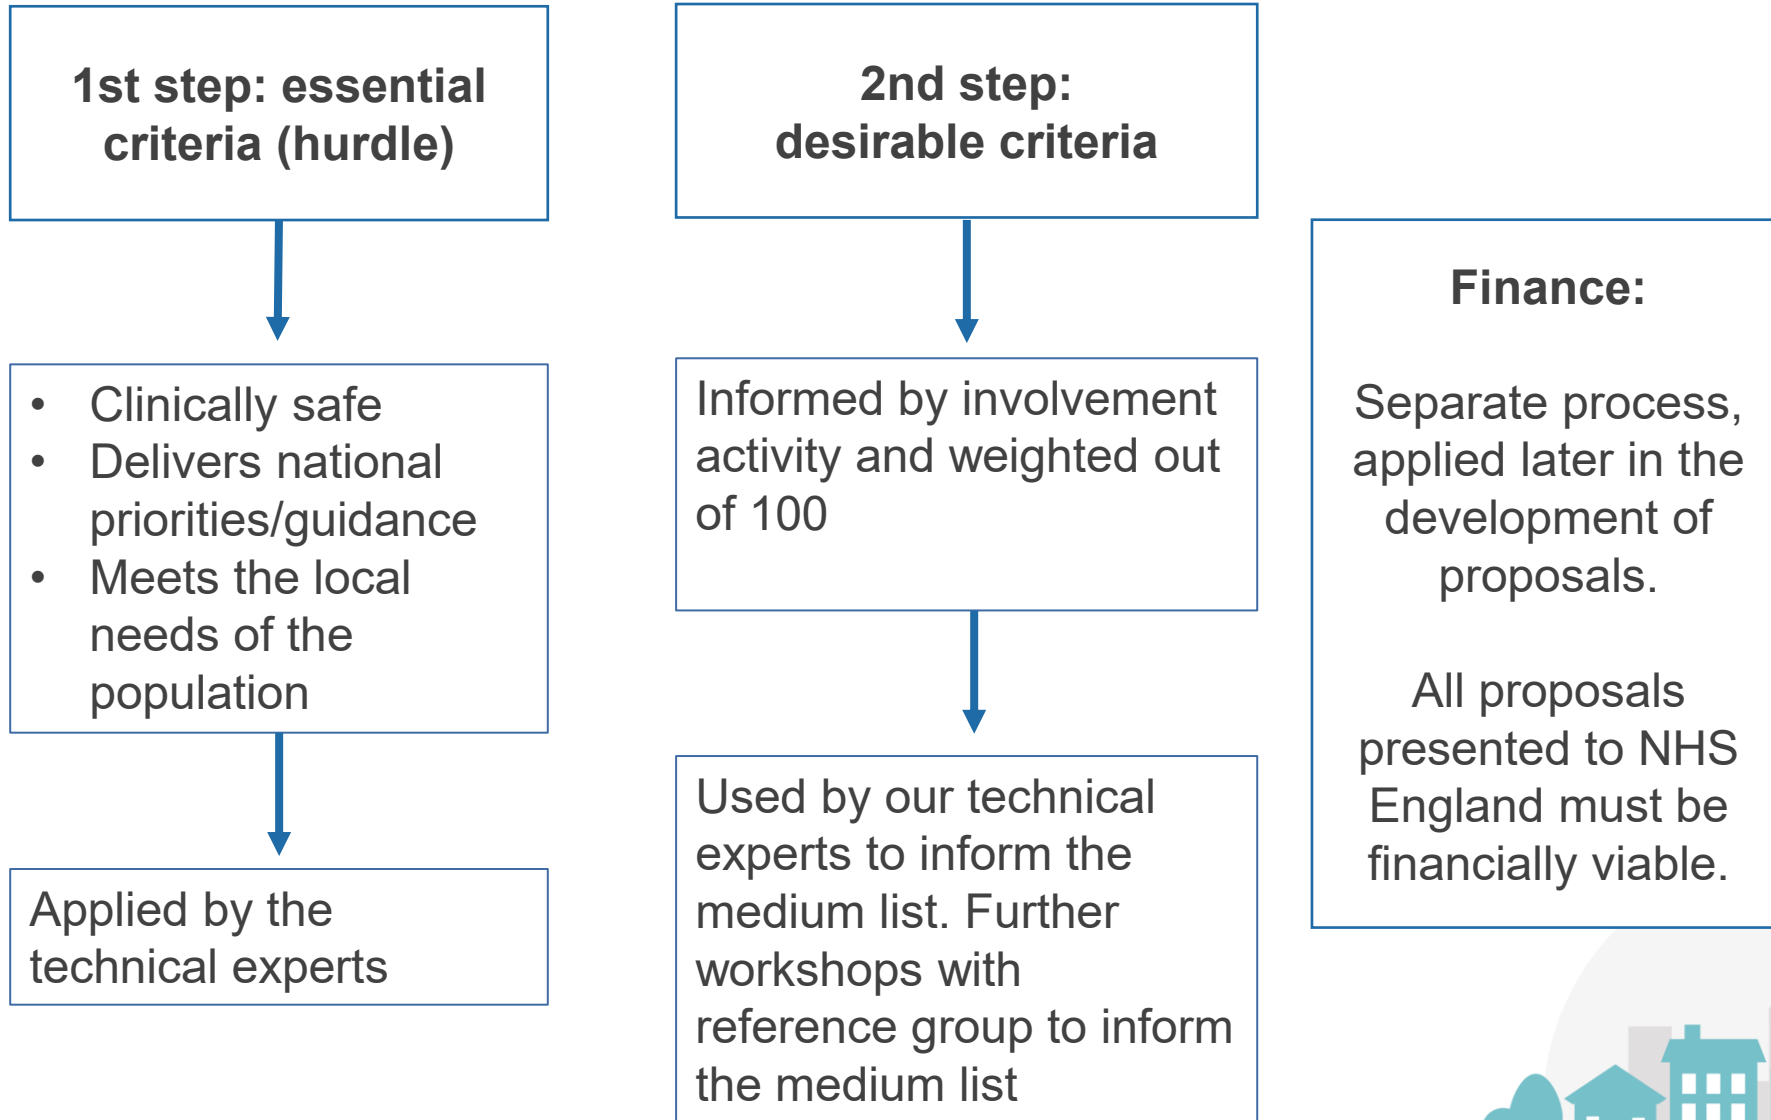 1st step: essential
criteria (hurdle)
• Clinically safe
• Delivers national
priorities/guidance
• Meets the local
needs of the
population
Applied by the
technical experts
2nd step:
desirable criteria
Informed by involvement
activity and weighted out
of 100
Used by our technical
experts to inform the
medium list. Further
workshops with
reference group to inform
the medium list
Finance:
Separate process,
applied later in the
development of
proposals.
All proposals
presented to NHS
England must be
financially viable.